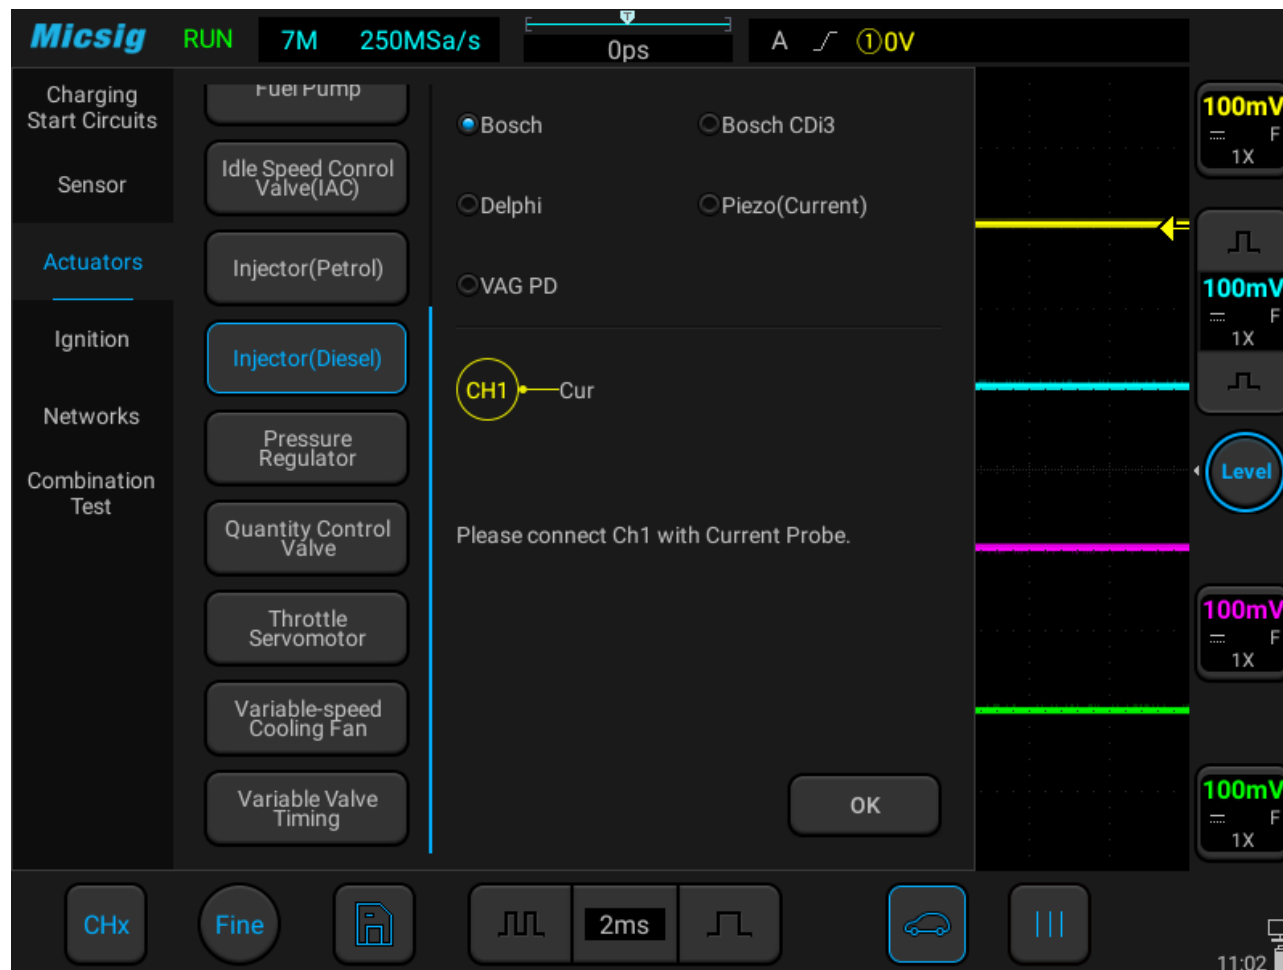 Micsig RUN 7M 250MSa/s T 0ps A ①0V
Charging
Start Circuits
Sensor
Actuators
Ignition
Networks
Combination
Test
Fuel Pump
Idle Speed Conrol
Valve(IAC)
Injector(Petrol)
Injector(Diesel)
Pressure
Regulator
Quantity Control
Valve
Throttle
Servomotor
Variable-speed
Cooling Fan
Variable Valve
Timing
Bosch Bosch CDi3
Delphi Piezo(Current)
VAG PD
CH1 Cur
Please connect Ch1 with Current Probe.
OK
100mV
F
1X
100mV
F
1X
Level
100mV
F
1X
100mV
F
1X
CHx Fine 2ms
11:02